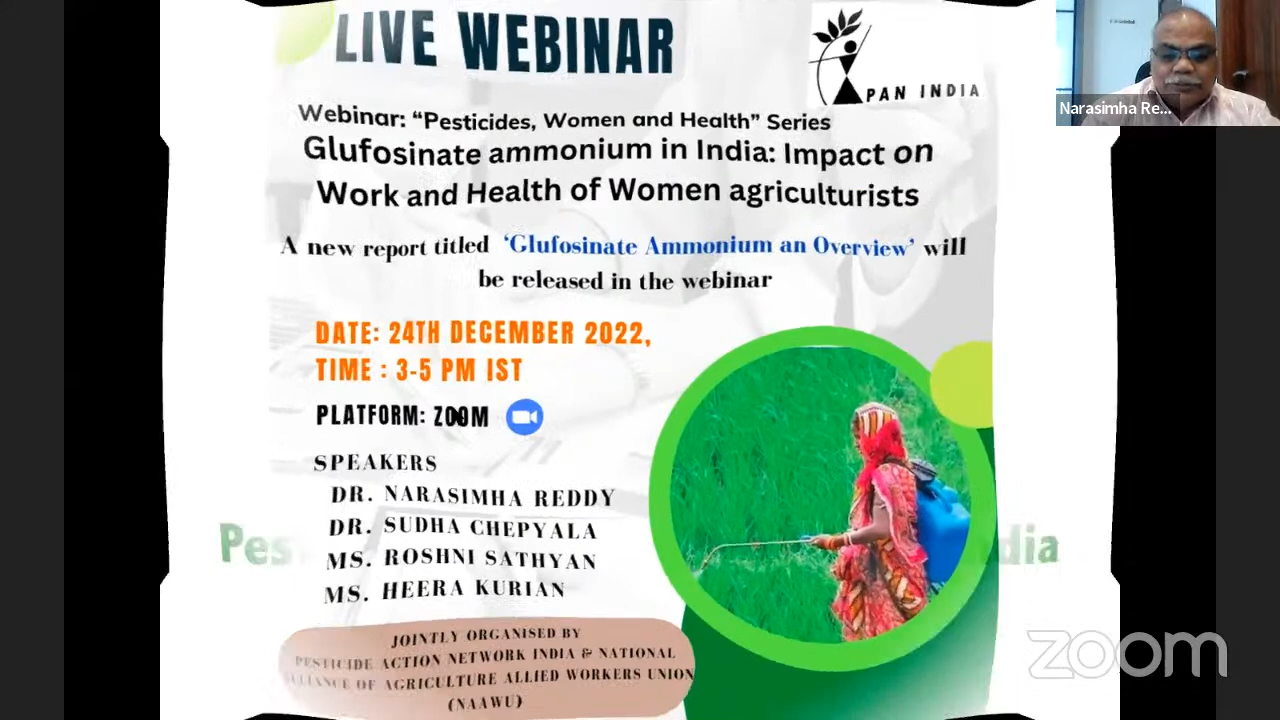 LIVE WEBINAR
PAN INDIA
Narasimha Re...
Webinar: "Pesticides, Women and Health" Series
Glufosinate ammonium in India: Impact on
Work and Health of Women agriculturists
A new report titled 'Glufosinate Ammonium an Overview' will
be released in the webinar
DATE: 24TH DECEMBER 2022,
TIME : 3-5 PM IST
PLATFORM: ZOOM
SPEAKERS
DR. NARASIMHA REDDY
DR. SUDHA CHEPYALA
MS. ROSHNI SATHYAN
MS. HEERA KURIAN
JOINTLY ORGANISED BY
PESTICIDE ACTION NETWORK INDIA & NATIONAL
OF AGRICULTURE ALLIED WORKERS UNION
(NAAWU)
zoom